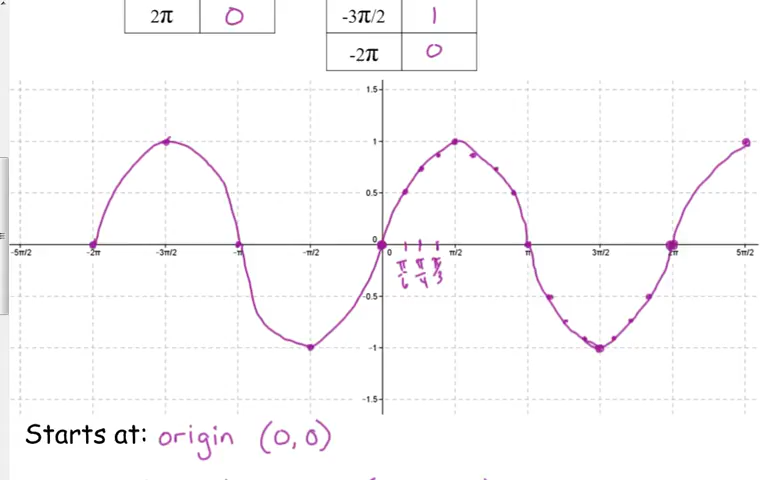 2π 0 -3π/2 1
-2π 0
1.5
1
0.5
0
-5π/2 -2π -3π/2 -π -π/2 0 π/2 π 3π/2 2π 5π/2
π/6 π/4 π/3
-0.5
-1
-1.5
Starts at: origin (0,0)